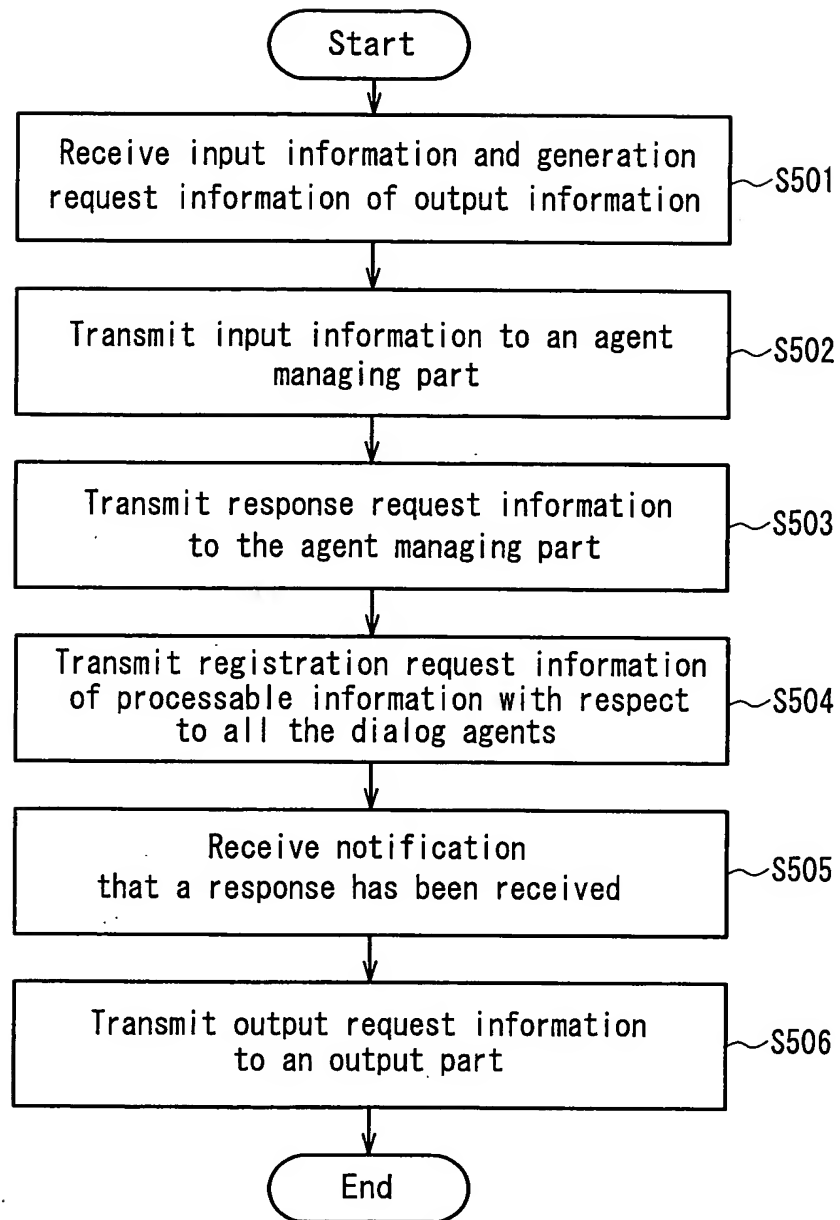 Start
Receive input information and generation
request information of output information
S501
Transmit input information to an agent
managing part
S502
Transmit response request information
to the agent managing part
S503
Transmit registration request information
of processable information with respect
to all the dialog agents
S504
Receive notification
that a response has been received
S505
Transmit output request information
to an output part
S506
End